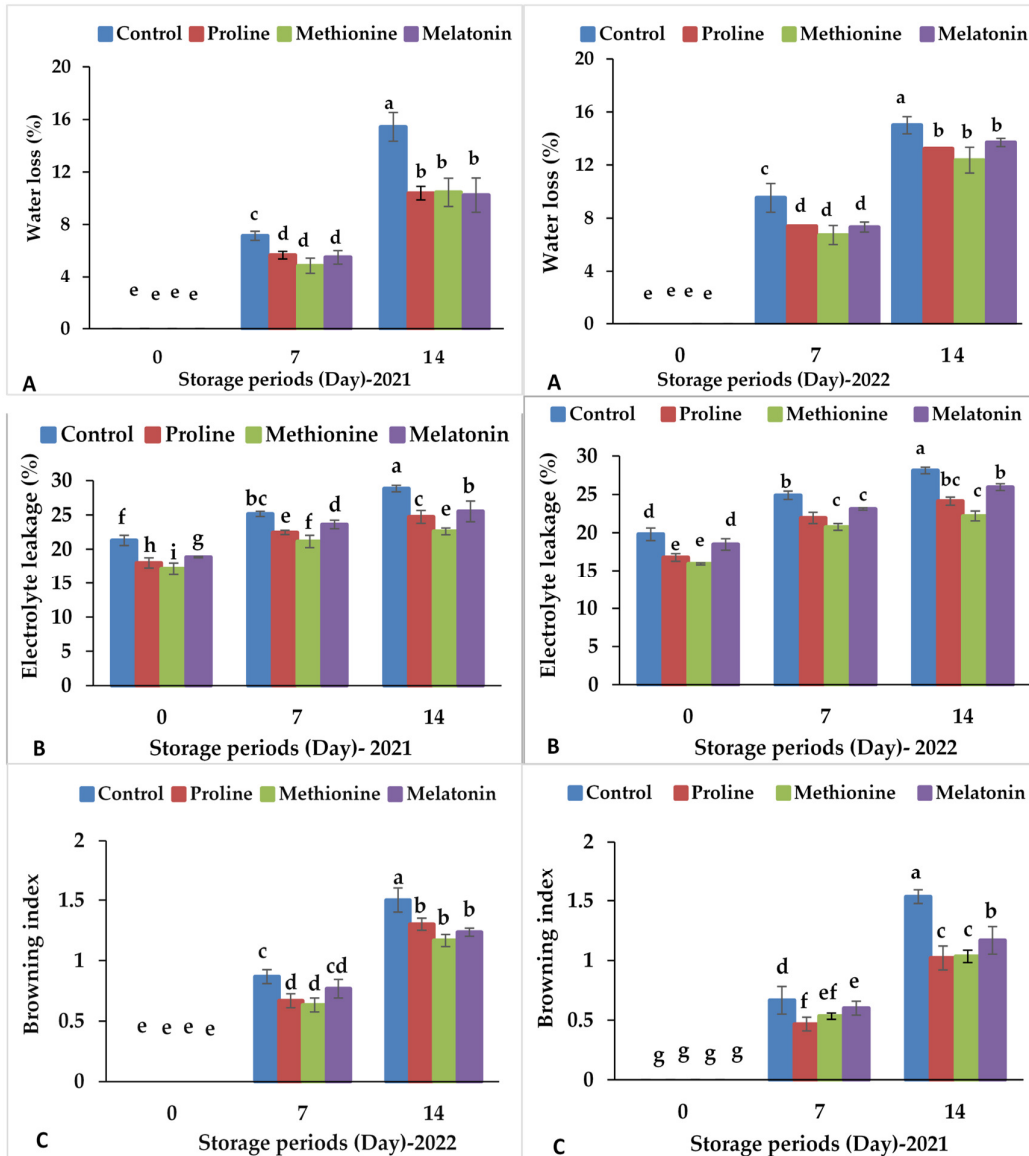 Control Proline Methionine Melatonin
Water loss (%)
20
16
12
8
4
0
e e e e
c d d d
a b b b
0 7 14
Storage periods (Day)-2021
A
Control Proline Methionine Melatonin
Water loss (%)
20
16
12
8
4
0
e e e e
c d d d
a b b b
0 7 14
Storage periods (Day)-2022
A
Control Proline Methionine Melatonin
Electrolyte leakage (%)
30
25
20
15
10
5
0
f h i g
bc e f d
a c e b
0 7 14
Storage periods (Day)- 2021
B
Control Proline Methionine Melatonin
Electrolyte leakage (%)
30
25
20
15
10
5
0
d e e d
b c c
a bc c b
0 7 14
Storage periods (Day)- 2022
B
Control Proline Methionine Melatonin
Browning index
2
1.5
1
0.5
0
e e e e
c d d cd
a b b b
0 7 14
Storage periods (Day)-2022
C
Control Proline Methionine Melatonin
Browning index
2
1.5
1
0.5
0
g g g g
d f ef e
a c c b
0 7 14
Storage periods (Day)-2021
C